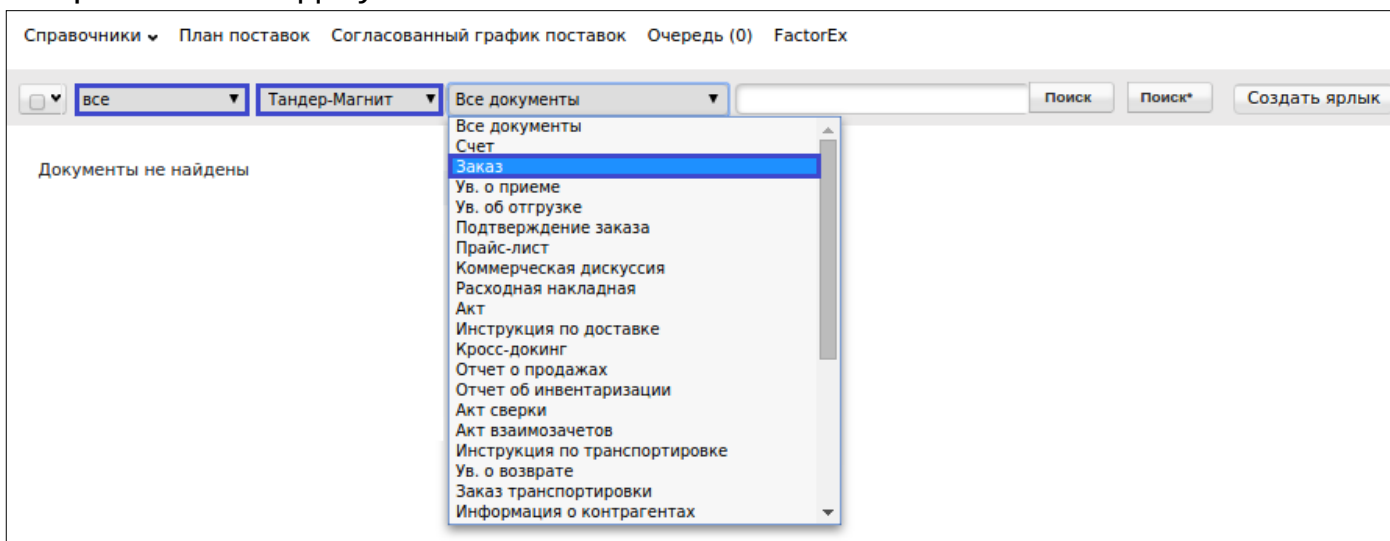 Справочники План поставок Согласованный график поставок Очередь (0) FactorEx
все Тандер-Магнит Все документы Поиск Поиск* Создать ярлык
Документы не найдены
Все документы
Счет
Заказ
Ув. о приеме
Ув. об отгрузке
Подтверждение заказа
Прайс-лист
Коммерческая дискуссия
Расходная накладная
Акт
Инструкция по доставке
Кросс-докинг
Отчет о продажах
Отчет об инвентаризации
Акт сверки
Акт взаимозачетов
Инструкция по транспортировке
Ув. о возврате
Заказ транспортировки
Информация о контрагентах